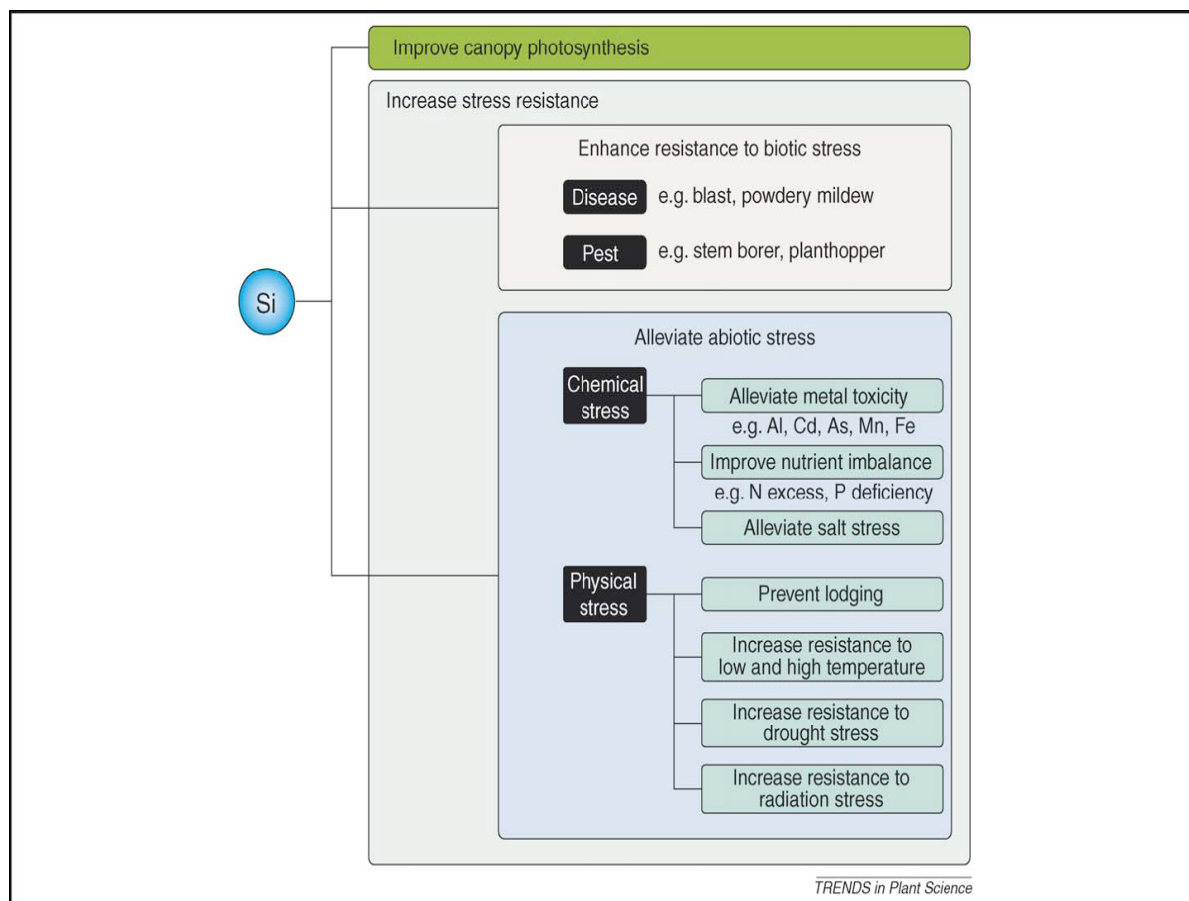 Improve canopy photosynthesis
Increase stress resistance
Enhance resistance to biotic stress
Disease e.g. blast, powdery mildew
Pest e.g. stem borer, planthopper
Si
Alleviate abiotic stress
Chemical
stress
Alleviate metal toxicity
e.g. Al, Cd, As, Mn, Fe
Improve nutrient imbalance
e.g. N excess, P deficiency
Alleviate salt stress
Physical
stress
Prevent lodging
Increase resistance to
low and high temperature
Increase resistance to
drought stress
Increase resistance to
radiation stress
TRENDS in Plant Science